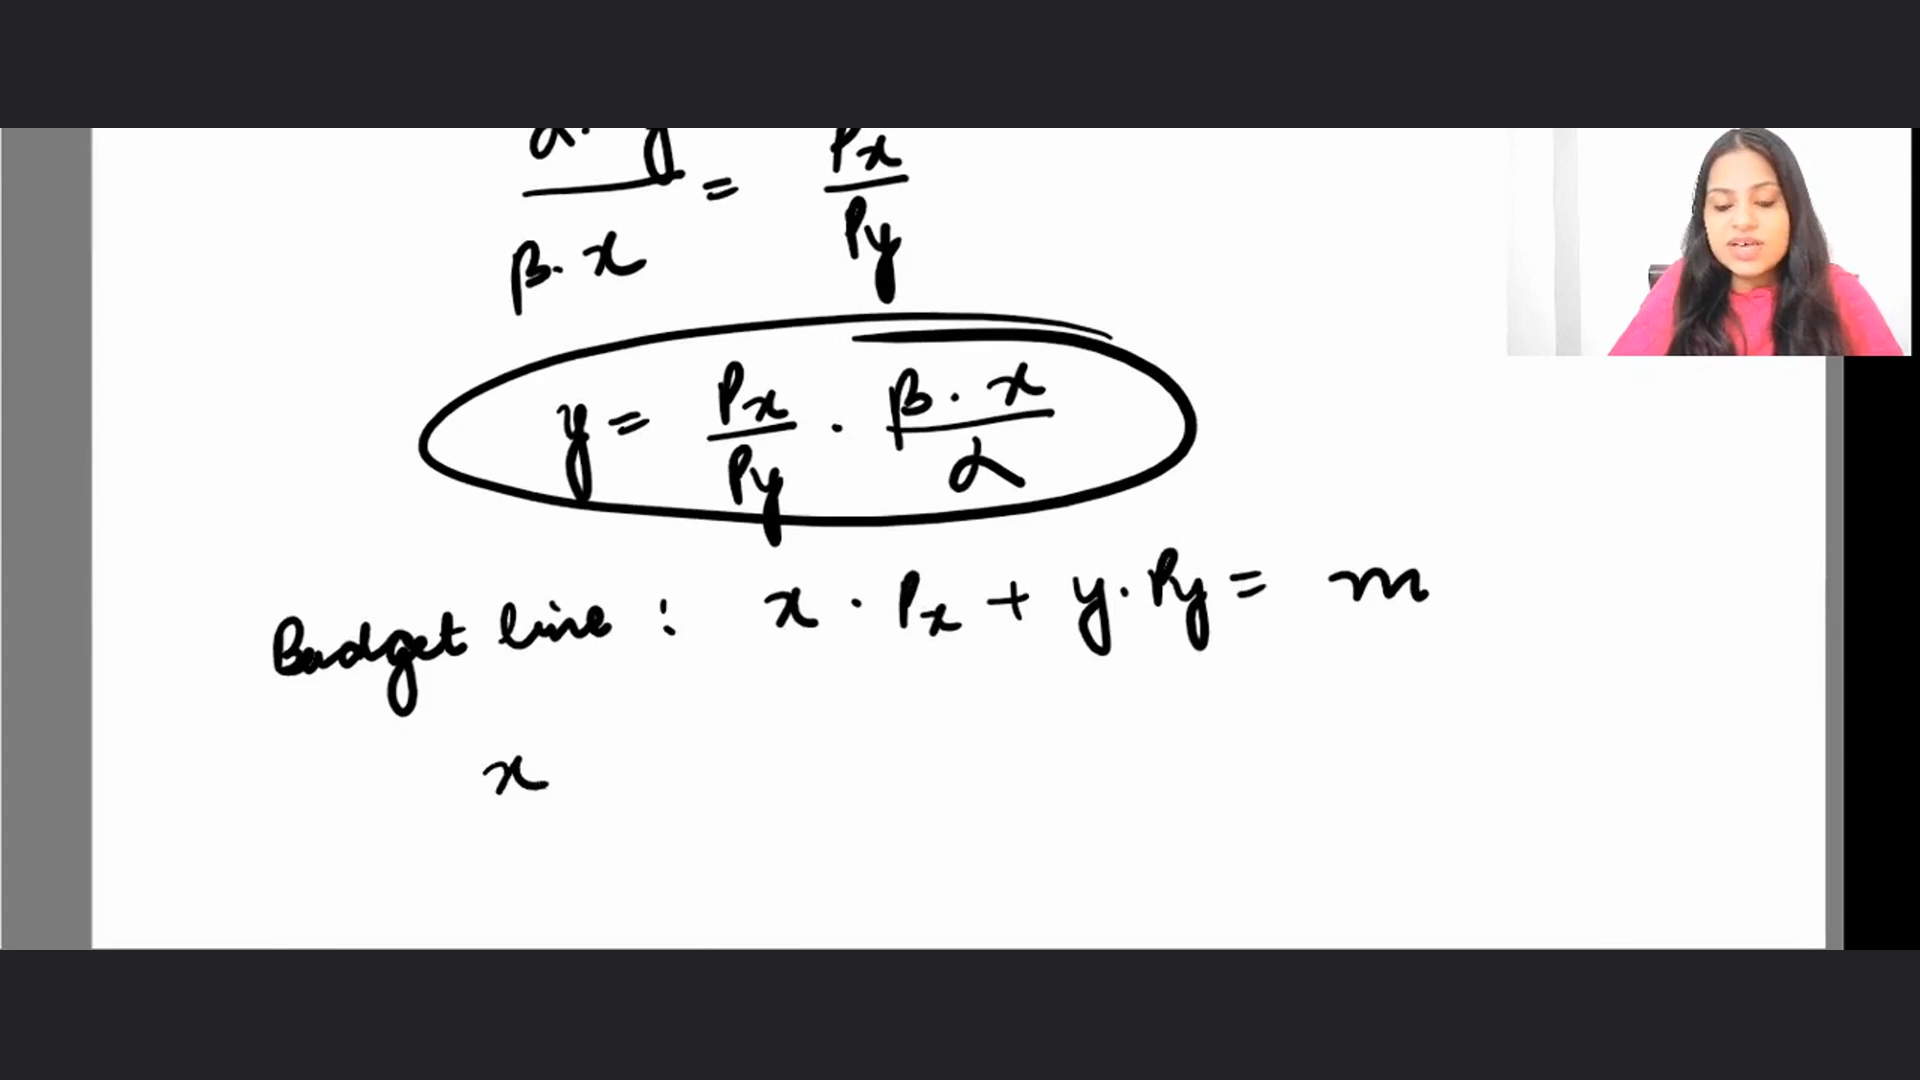 α · y / β · x = Px / Py
y = Px / Py · β · x / α
Budget line : x · Px + y · Py = m
x